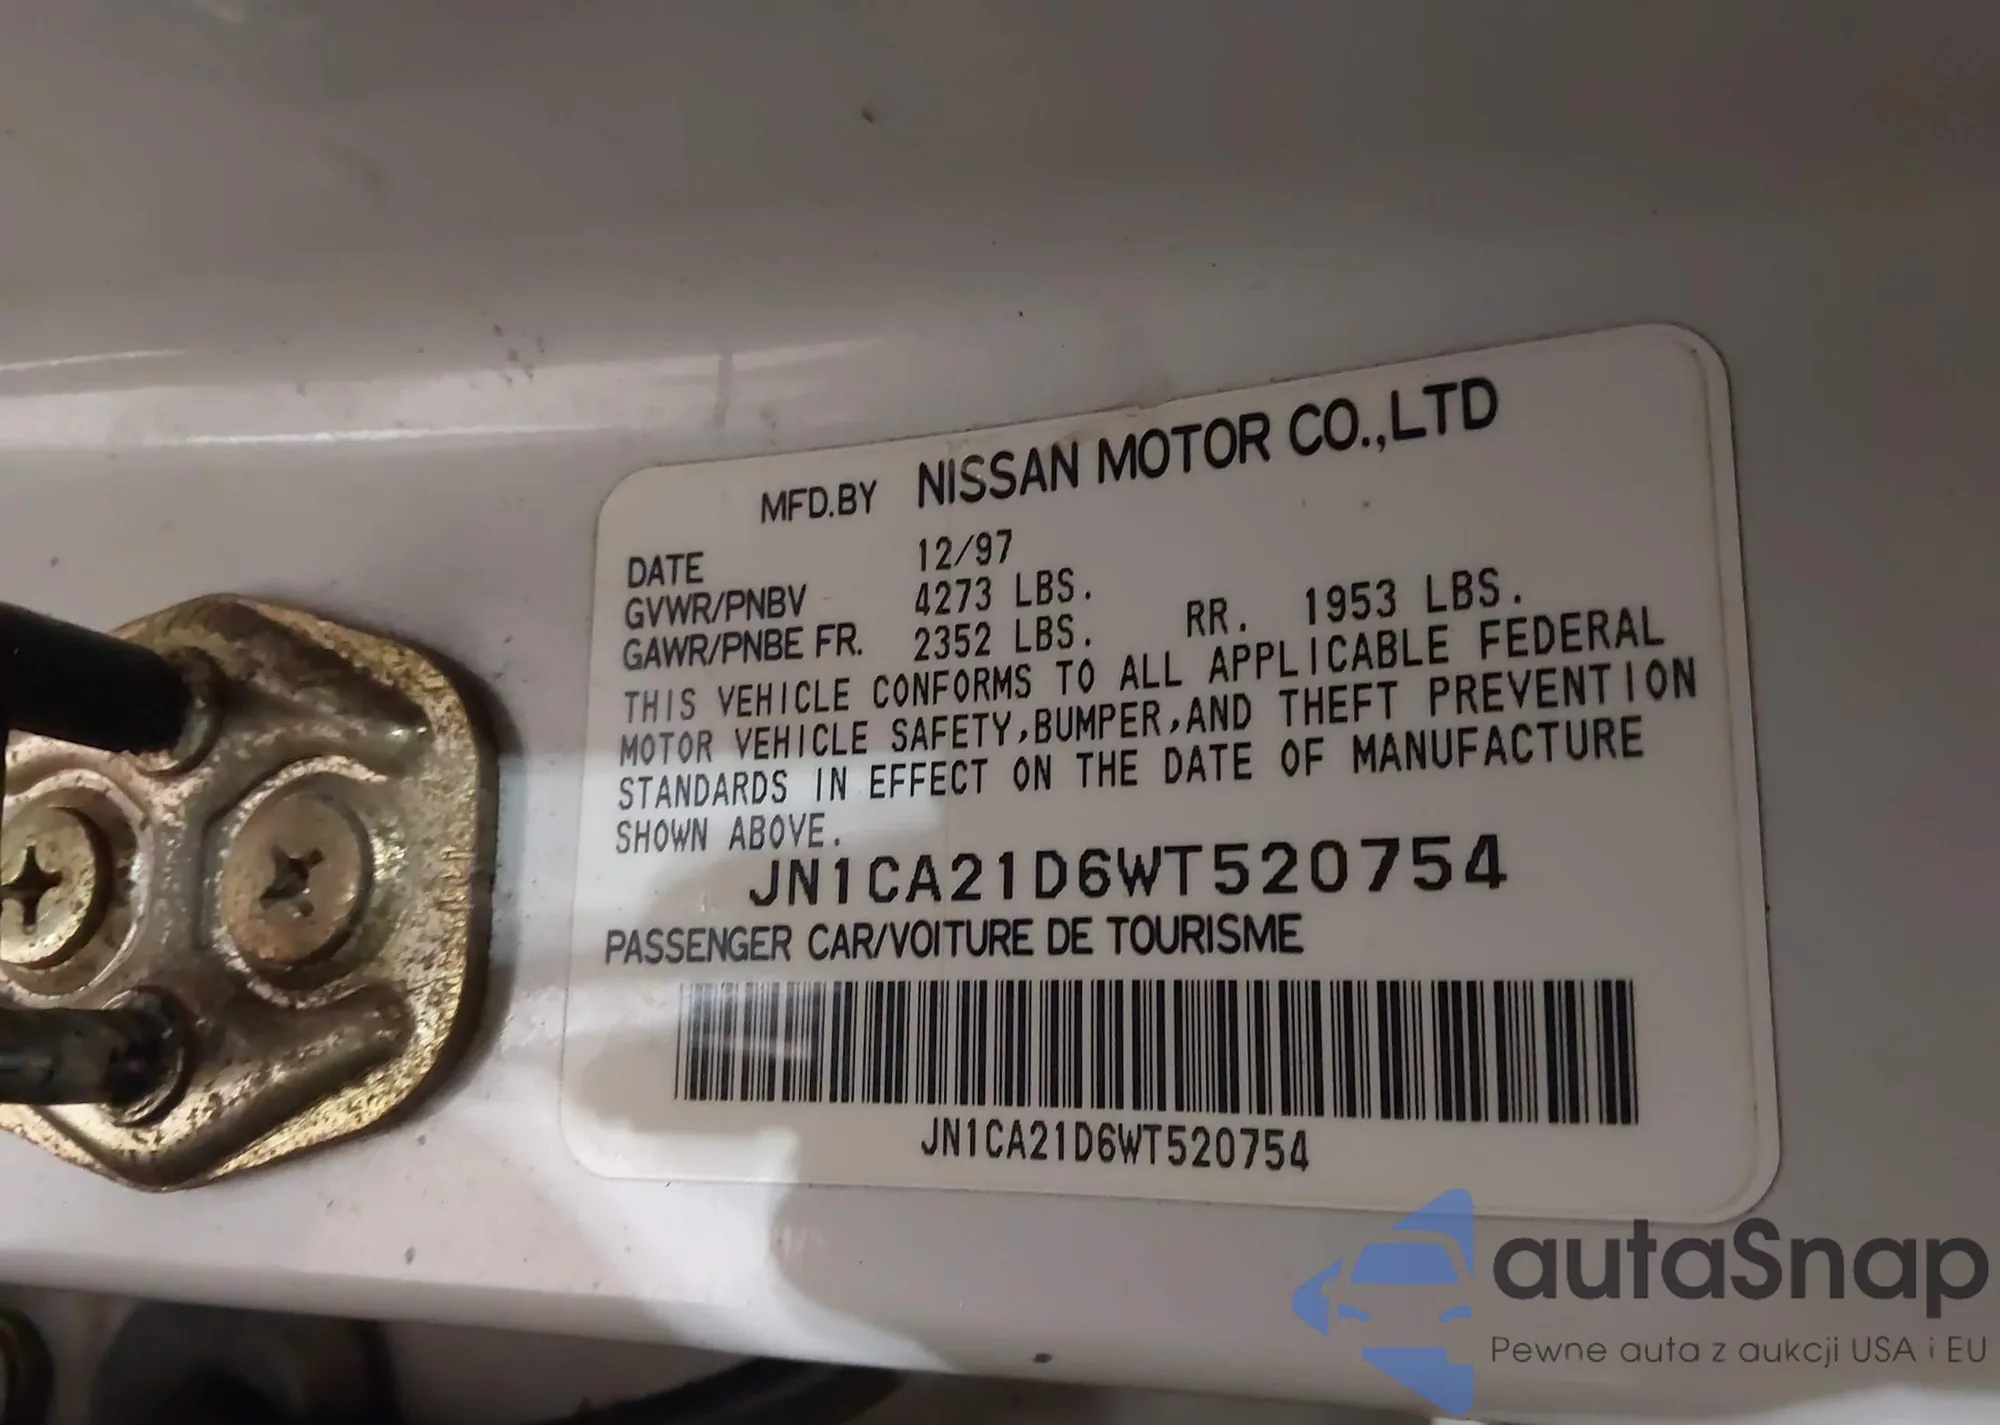 MFD.BY NISSAN MOTOR CO.,LTD
DATE 12/97
GVWR/PNBV 4273 LBS.
GAWR/PNBE FR. 2352 LBS. RR. 1953 LBS.
THIS VEHICLE CONFORMS TO ALL APPLICABLE FEDERAL
MOTOR VEHICLE SAFETY,BUMPER,AND THEFT PREVENTION
STANDARDS IN EFFECT ON THE DATE OF MANUFACTURE
SHOWN ABOVE.
JN1CA21D6WT520754
PASSENGER CAR/VOITURE DE TOURISME
JN1CA21D6WT520754
autaSnap
Pewne auta z aukcji USA i EU